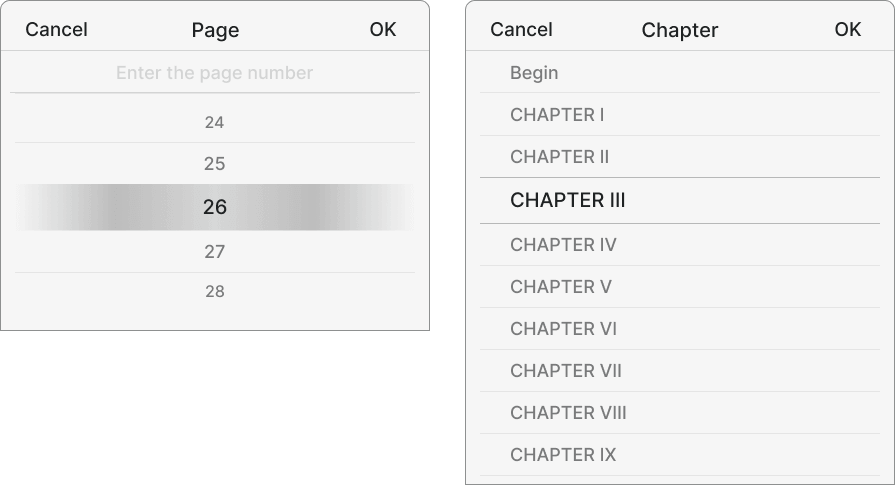 Cancel Page OK
Enter the page number
24
25
26
27
28
Cancel Chapter OK
Begin
CHAPTER I
CHAPTER II
CHAPTER III
CHAPTER IV
CHAPTER V
CHAPTER VI
CHAPTER VII
CHAPTER VIII
CHAPTER IX